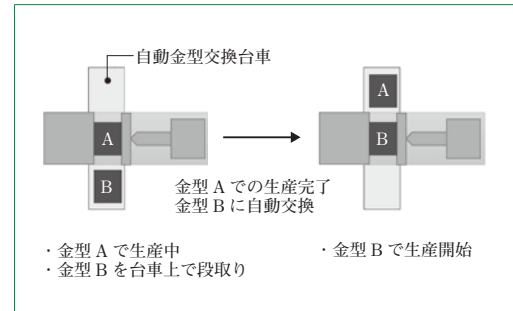 自動金型交換台車
A
B
A
B
金型 A での生産完了
金型 B に自動交換
・金型 A で生産中
・金型 B を台車上で段取り
・金型 B で生産開始